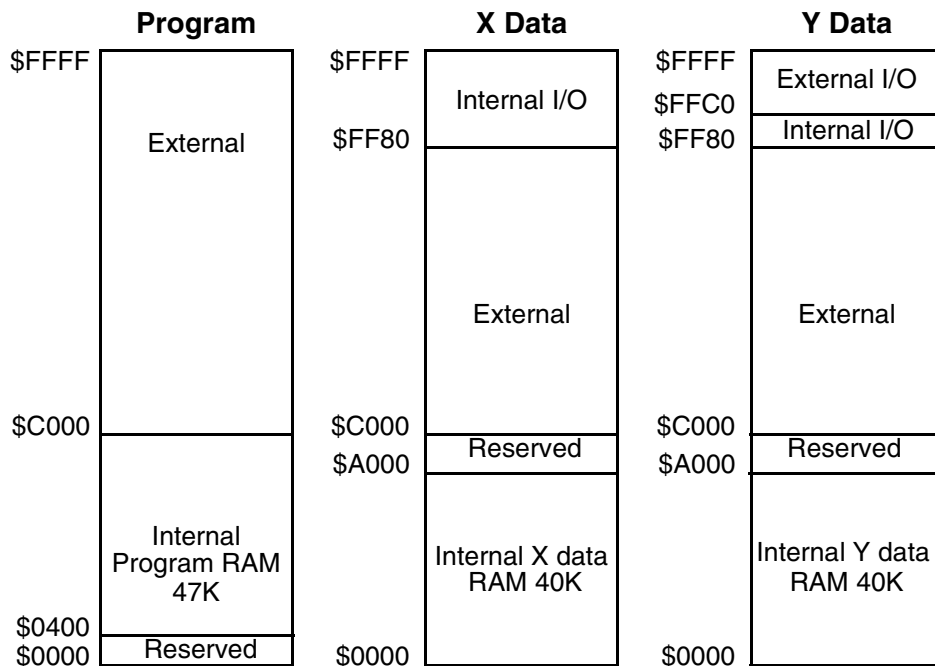 Program
$FFFF
External
$C000
Internal
Program RAM
47K
$0400
Reserved
$0000
X Data
$FFFF
Internal I/O
$FF80
External
$C000
Reserved
$A000
Internal X data
RAM 40K
$0000
Y Data
$FFFF
External I/O
$FFC0
Internal I/O
$FF80
External
$C000
Reserved
$A000
Internal Y data
RAM 40K
$0000